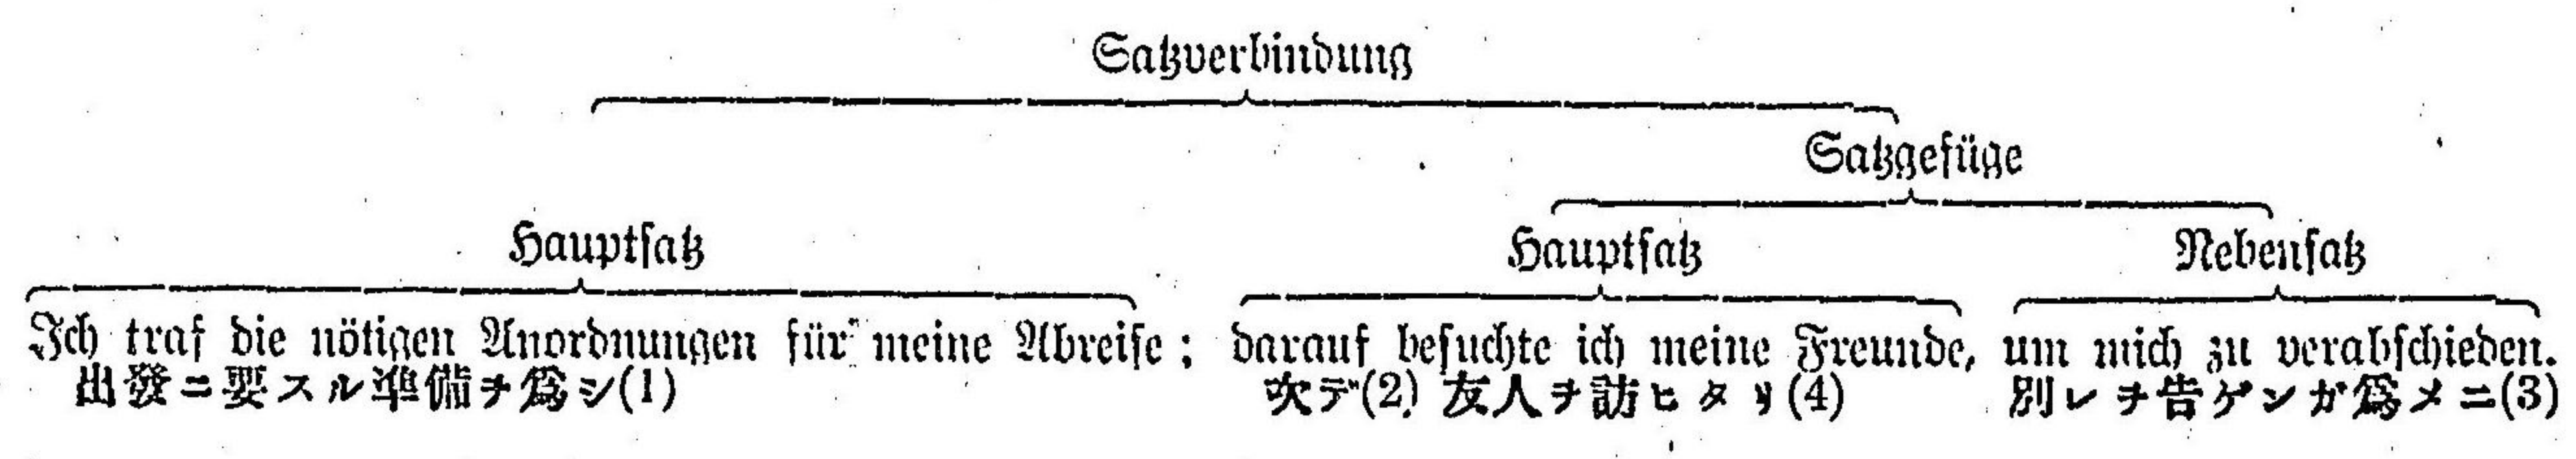 Satzverbindung
Satzgefüge
Hauptsatz Hauptsatz Nebensatz
Ich traf die nötigen Anordnungen für meine Abreise; darauf besuchte ich meine Freunde, um mich zu verabschieden.
出發ニ要スル準備ヲ爲シ(1) 次デ(2) 友人ヲ訪ヒタリ(4) 別レヲ告ゲンガ爲メニ(3)